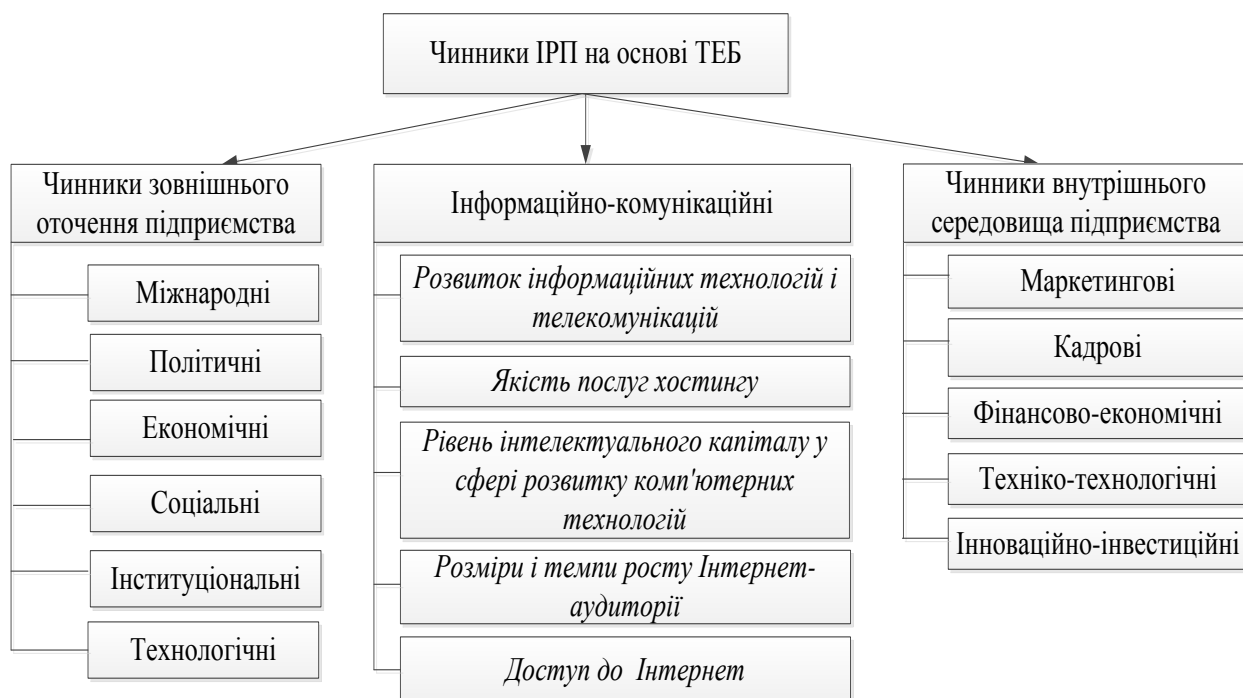 Чинники ІРП на основі ТЕБ
Чинники зовнішнього
оточення підприємства
Міжнародні
Політичні
Економічні
Соціальні
Інституціональні
Технологічні
Інформаційно-комунікаційні
Розвиток інформаційних технологій і
телекомунікацій
Якість послуг хостингу
Рівень інтелектуального капіталу у
сфері розвитку комп'ютерних
технологій
Розміри і темпи росту Інтернет-
аудиторії
Доступ до Інтернет
Чинники внутрішнього
середовища підприємства
Маркетингові
Кадрові
Фінансово-економічні
Техніко-технологічні
Інноваційно-інвестиційні